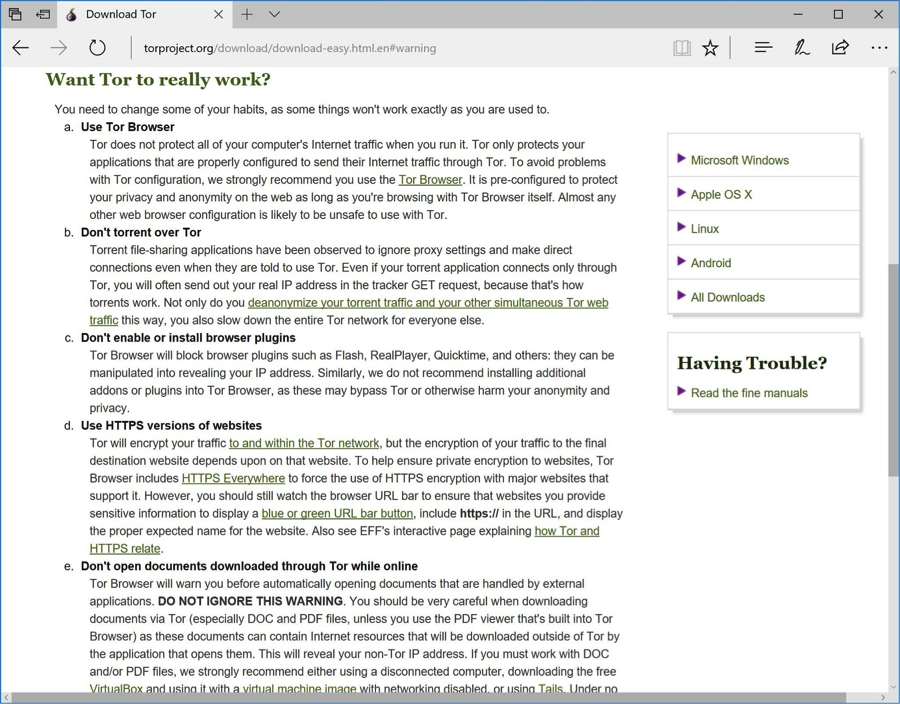 Download Tor
torproject.org/download/download-easy.html.en#warning
Want Tor to really work?
You need to change some of your habits, as some things won't work exactly as you are used to.
a. Use Tor Browser
Tor does not protect all of your computer's Internet traffic when you run it. Tor only protects your
applications that are properly configured to send their Internet traffic through Tor. To avoid problems
with Tor configuration, we strongly recommend you use the Tor Browser. It is pre-configured to protect
your privacy and anonymity on the web as long as you're browsing with Tor Browser itself. Almost any
other web browser configuration is likely to be unsafe to use with Tor.
b. Don't torrent over Tor
Torrent file-sharing applications have been observed to ignore proxy settings and make direct
connections even when they are told to use Tor. Even if your torrent application connects only through
Tor, you will often send out your real IP address in the tracker GET request, because that's how
torrents work. Not only do you deanonymize your torrent traffic and your other simultaneous Tor web
traffic this way, you also slow down the entire Tor network for everyone else.
c. Don't enable or install browser plugins
Tor Browser will block browser plugins such as Flash, RealPlayer, Quicktime, and others: they can be
manipulated into revealing your IP address. Similarly, we do not recommend installing additional
addons or plugins into Tor Browser, as these may bypass Tor or otherwise harm your anonymity and
privacy.
d. Use HTTPS versions of websites
Tor will encrypt your traffic to and within the Tor network, but the encryption of your traffic to the final
destination website depends upon on that website. To help ensure private encryption to websites, Tor
Browser includes HTTPS Everywhere to force the use of HTTPS encryption with major websites that
support it. However, you should still watch the browser URL bar to ensure that websites you provide
sensitive information to display a blue or green URL bar button, include https:// in the URL, and display
the proper expected name for the website. Also see EFF's interactive page explaining how Tor and
HTTPS relate.
e. Don't open documents downloaded through Tor while online
Tor Browser will warn you before automatically opening documents that are handled by external
applications. DO NOT IGNORE THIS WARNING. You should be very careful when downloading
documents via Tor (especially DOC and PDF files, unless you use the PDF viewer that's built into Tor
Browser) as these documents can contain Internet resources that will be downloaded outside of Tor by
the application that opens them. This will reveal your non-Tor IP address. If you must work with DOC
and/or PDF files, we strongly recommend either using a disconnected computer, downloading the free
VirtualBox and using it with a virtual machine image with networking disabled, or using Tails. Under no
Microsoft Windows
Apple OS X
Linux
Android
All Downloads
Having Trouble?
Read the fine manuals